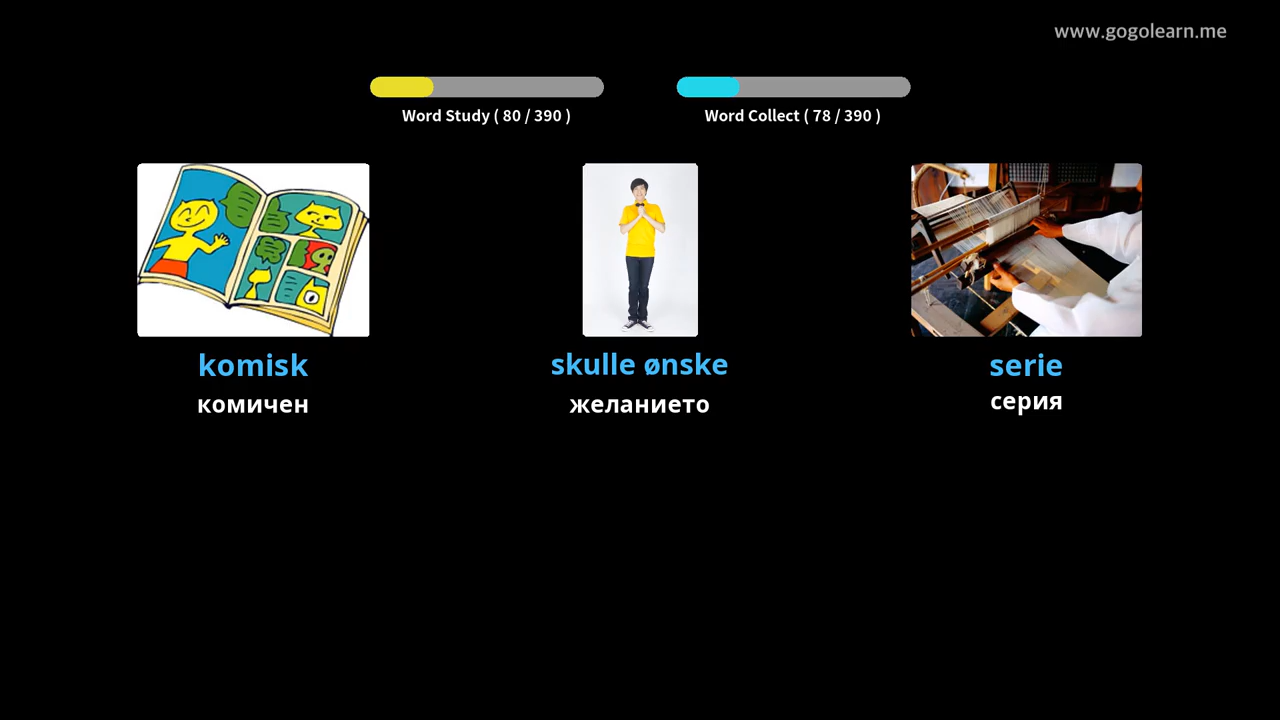 www.gogolearn.me
Word Study ( 80 / 390 )
Word Collect ( 78 / 390 )
komisk
skulle ønske
serie
комичен
желанието
серия